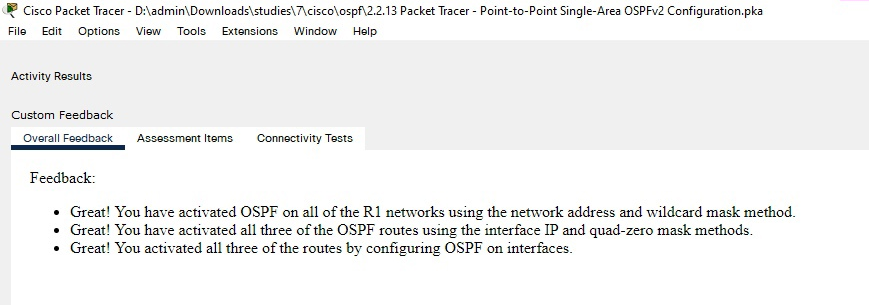 Cisco Packet Tracer - D:\admin\Downloads\studies\7\cisco\ospf\2.2.13 Packet Tracer - Point-to-Point Single-Area OSPFv2 Configuration.pka
File Edit Options View Tools Extensions Window Help
Activity Results
Custom Feedback
Overall Feedback Assessment Items Connectivity Tests
Feedback:
• Great! You have activated OSPF on all of the R1 networks using the network address and wildcard mask method.
• Great! You have activated all three of the OSPF routes using the interface IP and quad-zero mask methods.
• Great! You activated all three of the routes by configuring OSPF on interfaces.